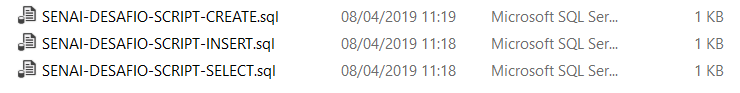 SENAI-DESAFIO-SCRIPT-CREATE.sql 08/04/2019 11:19 Microsoft SQL Ser... 1 KB
SENAI-DESAFIO-SCRIPT-INSERT.sql 08/04/2019 11:18 Microsoft SQL Ser... 1 KB
SENAI-DESAFIO-SCRIPT-SELECT.sql 08/04/2019 11:18 Microsoft SQL Ser... 1 KB